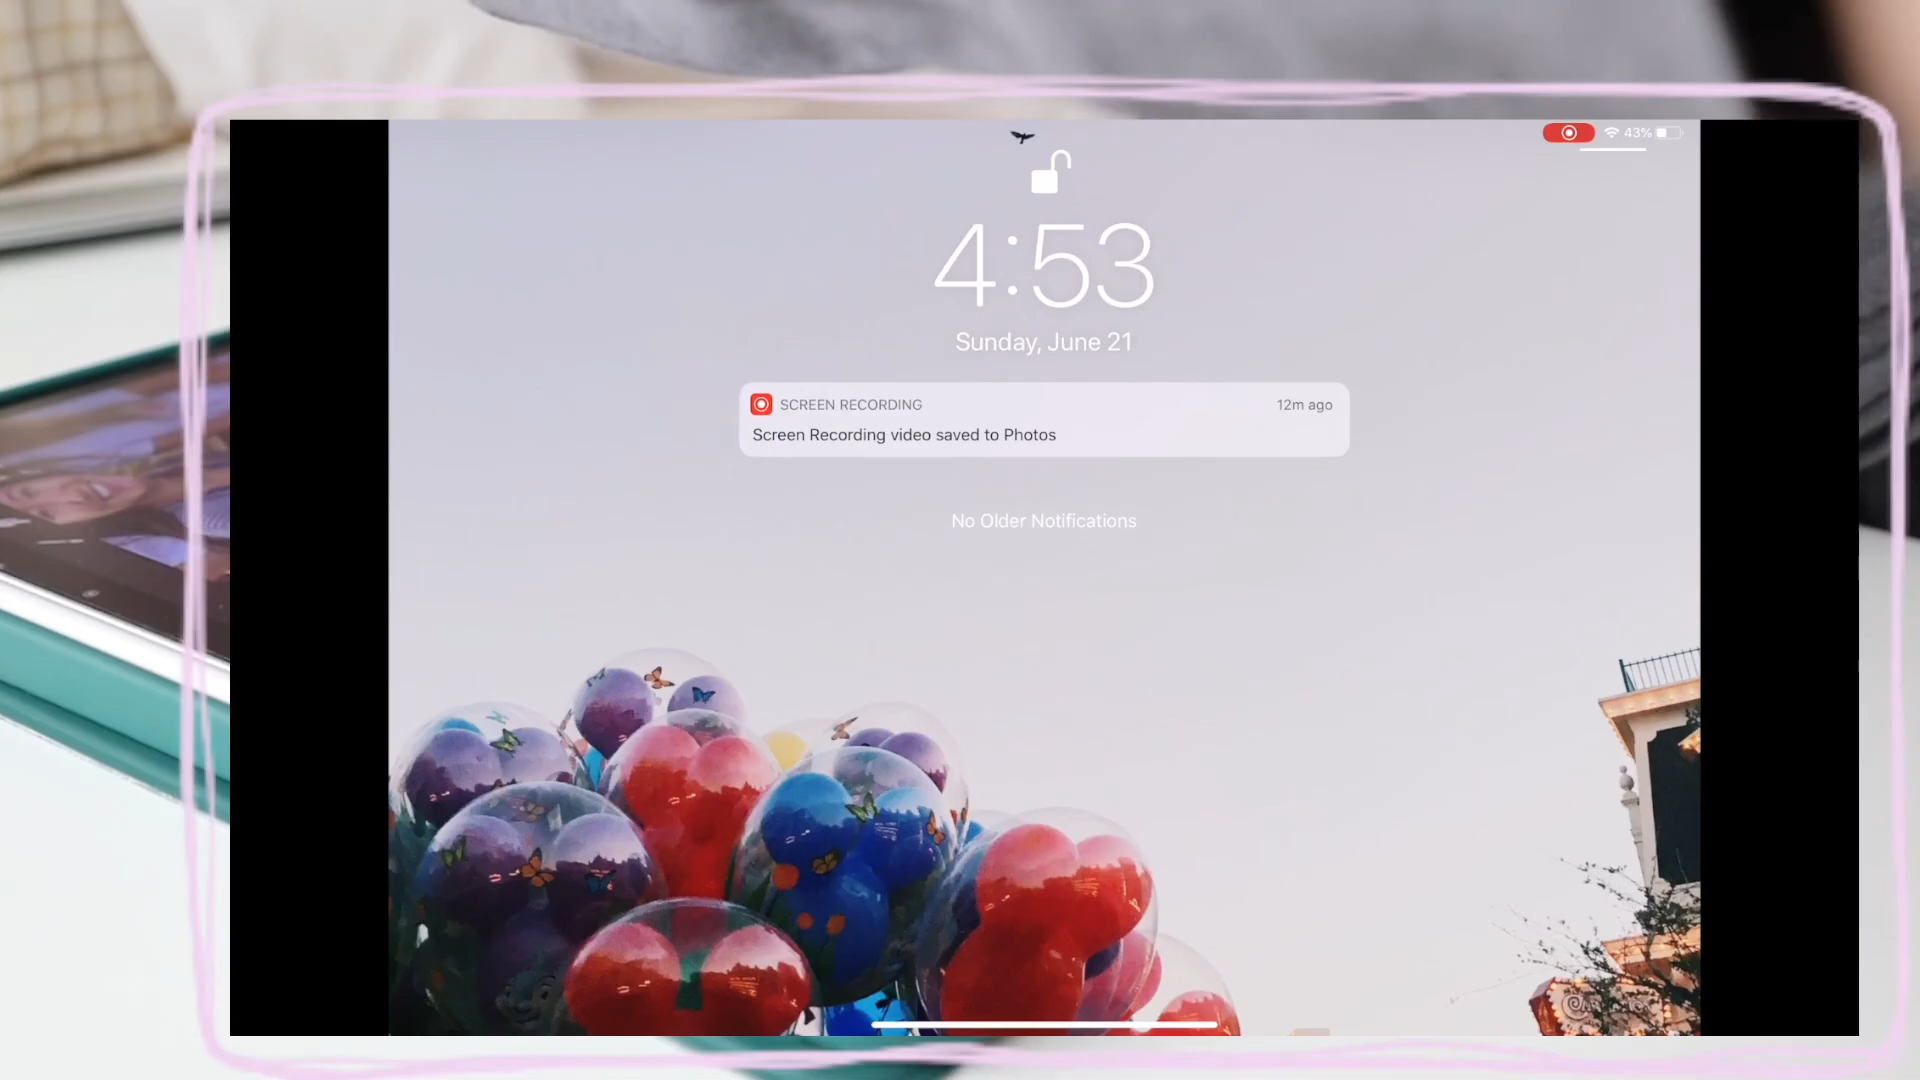 43%
4:53
Sunday, June 21
SCREEN RECORDING
12m ago
Screen Recording video saved to Photos
No Older Notifications